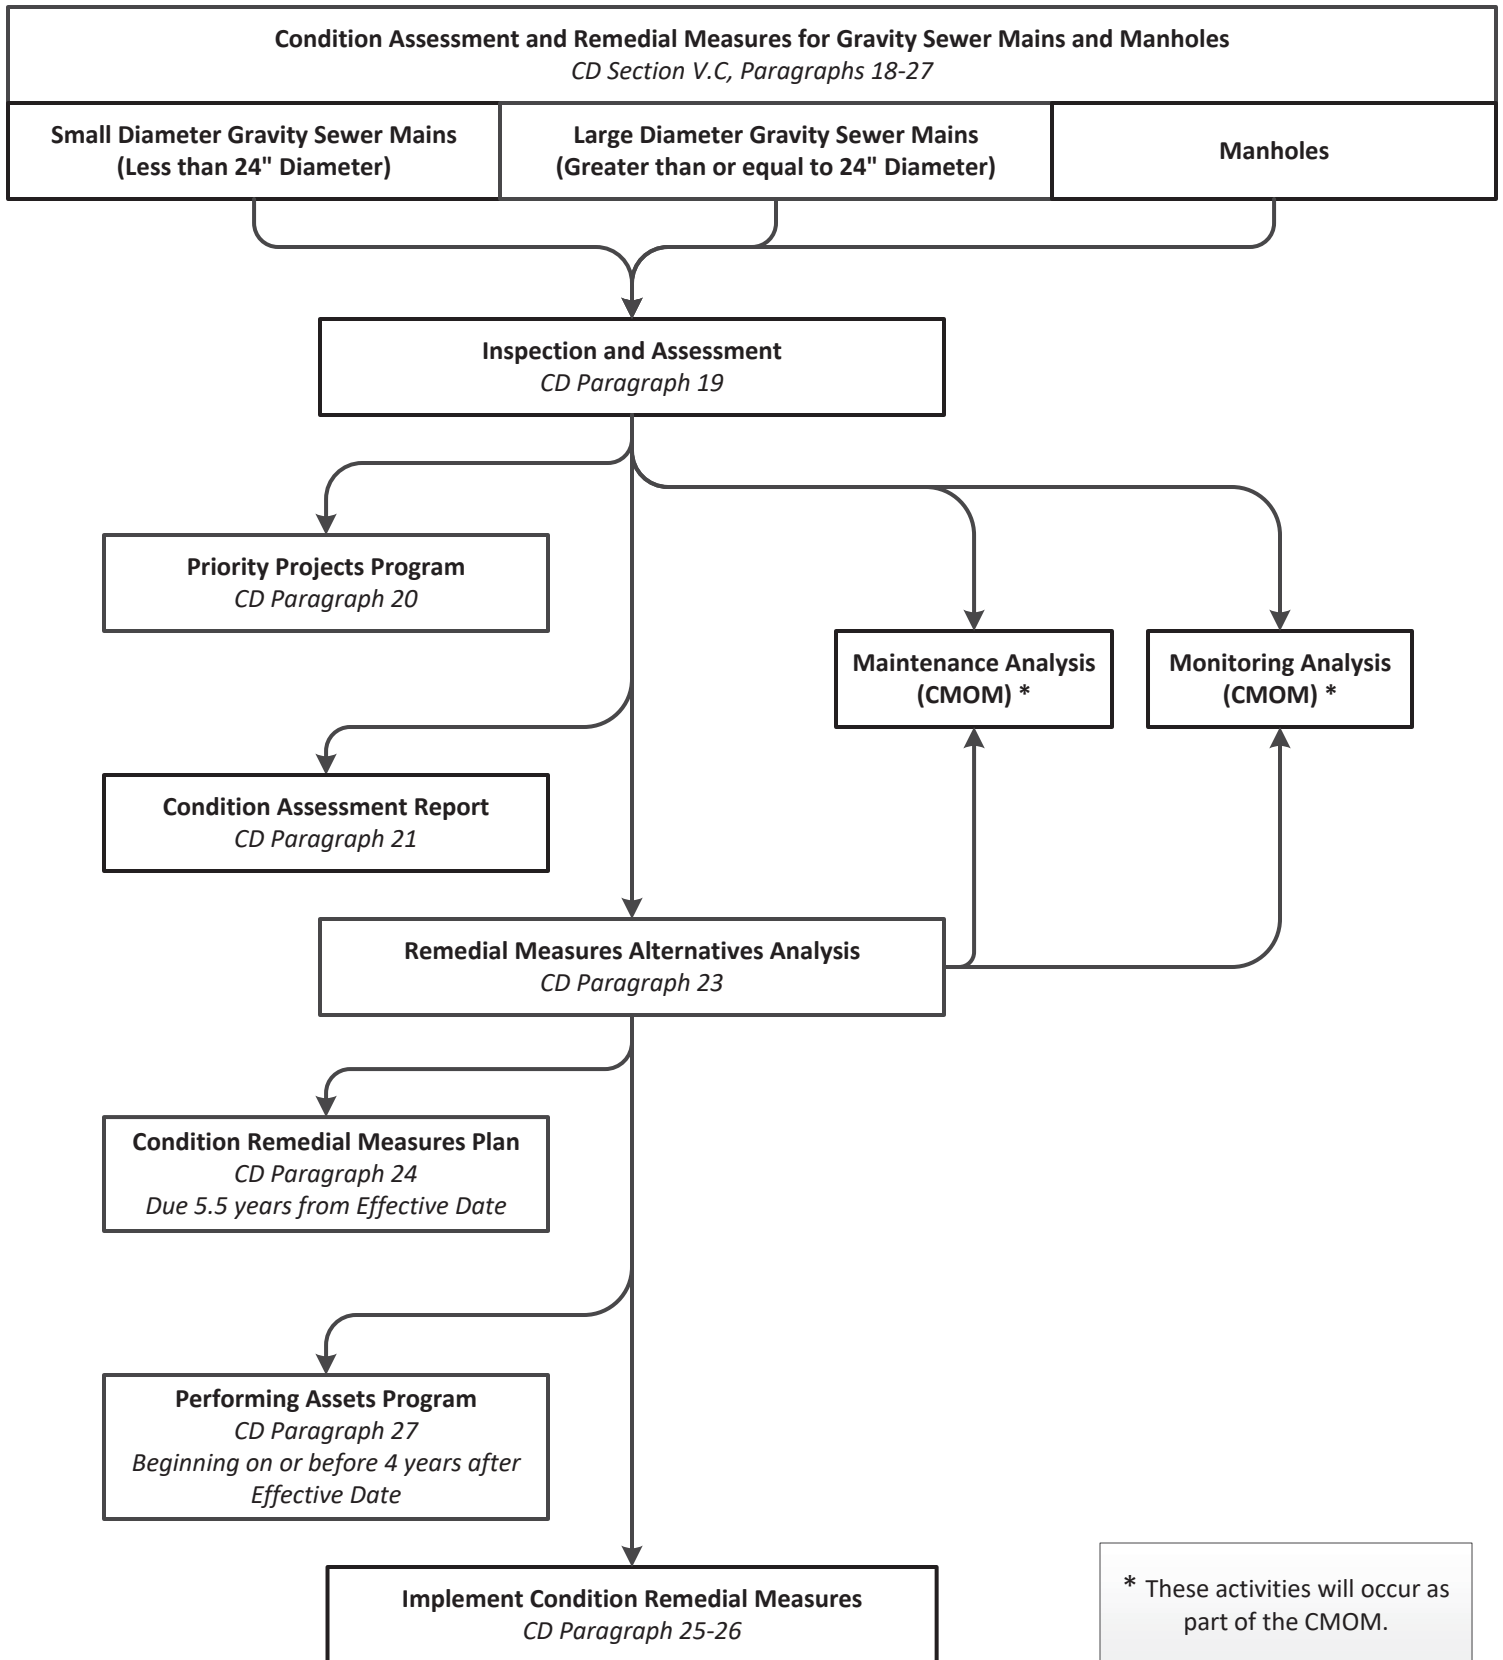 Condition Assessment and Remedial Measures for Gravity Sewer Mains and Manholes
CD Section V.C, Paragraphs 18-27
Small Diameter Gravity Sewer Mains
(Less than 24" Diameter)
Large Diameter Gravity Sewer Mains
(Greater than or equal to 24" Diameter)
Manholes
Inspection and Assessment
CD Paragraph 19
Priority Projects Program
CD Paragraph 20
Maintenance Analysis
(CMOM) *
Monitoring Analysis
(CMOM) *
Condition Assessment Report
CD Paragraph 21
Remedial Measures Alternatives Analysis
CD Paragraph 23
Condition Remedial Measures Plan
CD Paragraph 24
Due 5.5 years from Effective Date
Performing Assets Program
CD Paragraph 27
Beginning on or before 4 years after
Effective Date
Implement Condition Remedial Measures
CD Paragraph 25-26
* These activities will occur as
part of the CMOM.